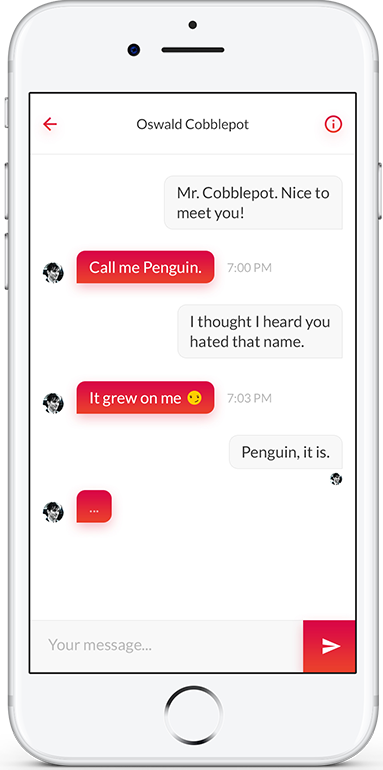 Oswald Cobblepot
Mr. Cobblepot. Nice to
meet you!
Call me Penguin.
7:00 PM
I thought I heard you
hated that name.
It grew on me 😏
7:03 PM
Penguin, it is.
...
Your message...